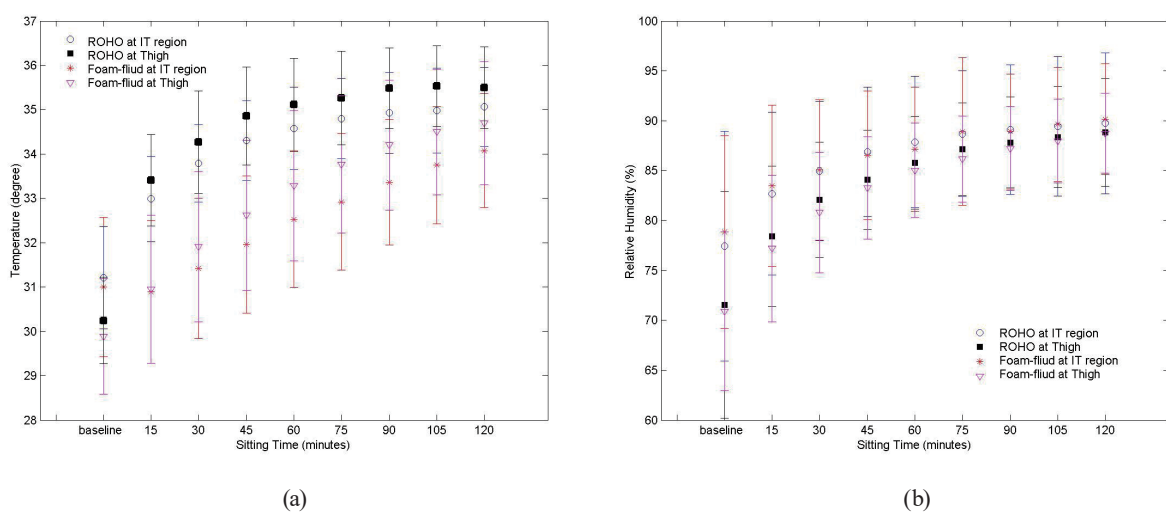 37
36
35
34
33
32
31
30
29
28
Temperature (degree)
ROHO at IT region
ROHO at Thigh
Foam-fliud at IT region
Foam-fliud at Thigh
baseline 15 30 45 60 75 90 105 120
Sitting Time (minutes)
(a)
100
95
90
85
80
75
70
65
60
Relative Humidity (%)
ROHO at IT region
ROHO at Thigh
Foam-fliud at IT region
Foam-fliud at Thigh
baseline 15 30 45 60 75 90 105 120
Sitting Time (minutes)
(b)